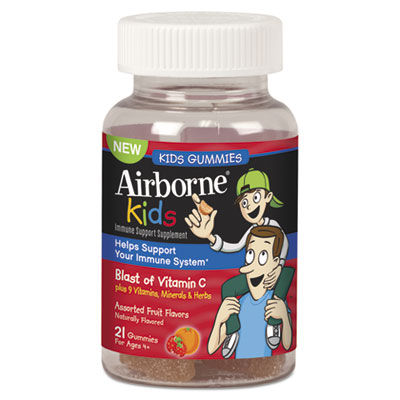 NEW
KIDS GUMMIES
Airborne®
Kids
Immune Support Supplement
Helps Support
Your Immune System*
Blast of Vitamin C
plus 9 Vitamins, Minerals & Herbs
Assorted Fruit Flavors
Naturally Flavored
21 Gummies
For Ages 4+